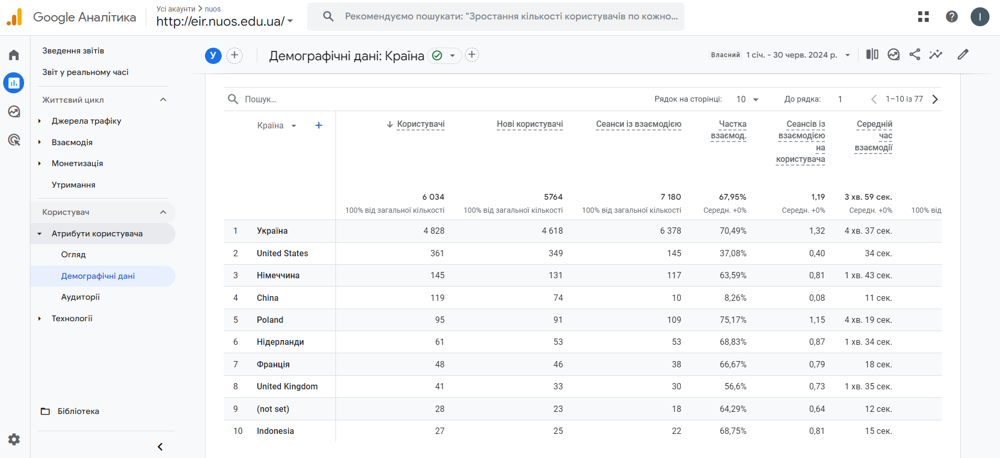 Google Аналітика
Усі акаунти > nuos
http://eir.nuos.edu.ua/
Рекомендуємо пошукати: "Зростання кількості користувачів по кожно...
І
Зведення звітів
Звіт у реальному часі
Життєвий цикл
Джерела трафіку
Взаємодія
Монетизація
Утримання
Користувач
Атрибути користувача
Огляд
Демографічні дані
Аудиторії
Технології
Бібліотека
У
Демографічні дані: Країна
Власний 1 січ. - 30 черв. 2024 р.
Пошук...
Рядок на сторінці: 10 До рядка: 1 1–10 із 77
Країна
Користувачі
Нові користувачі
Сеанси із взаємодією
Частка
взаємод.
Сеансів із
взаємодією
на
користувача
Середній
час
взаємодії
6 034 5764 7 180 67,95% 1,19 3 хв. 59 сек.
100% від загальної кількості 100% від загальної кількості 100% від загальної кількості Середн. +0% Середн. +0% Середн. +0% 100% від
1 Україна 4 828 4 618 6 378 70,49% 1,32 4 хв. 37 сек.
2 United States 361 349 145 37,08% 0,40 34 сек.
3 Німеччина 145 131 117 63,59% 0,81 1 хв. 43 сек.
4 China 119 74 10 8,26% 0,08 11 сек.
5 Poland 95 91 109 75,17% 1,15 4 хв. 19 сек.
6 Нідерланди 61 53 53 68,83% 0,87 1 хв. 34 сек.
7 Франція 48 46 38 66,67% 0,79 18 сек.
8 United Kingdom 41 33 30 56,6% 0,73 1 хв. 35 сек.
9 (not set) 28 23 18 64,29% 0,64 12 сек.
10 Indonesia 27 25 22 68,75% 0,81 15 сек.